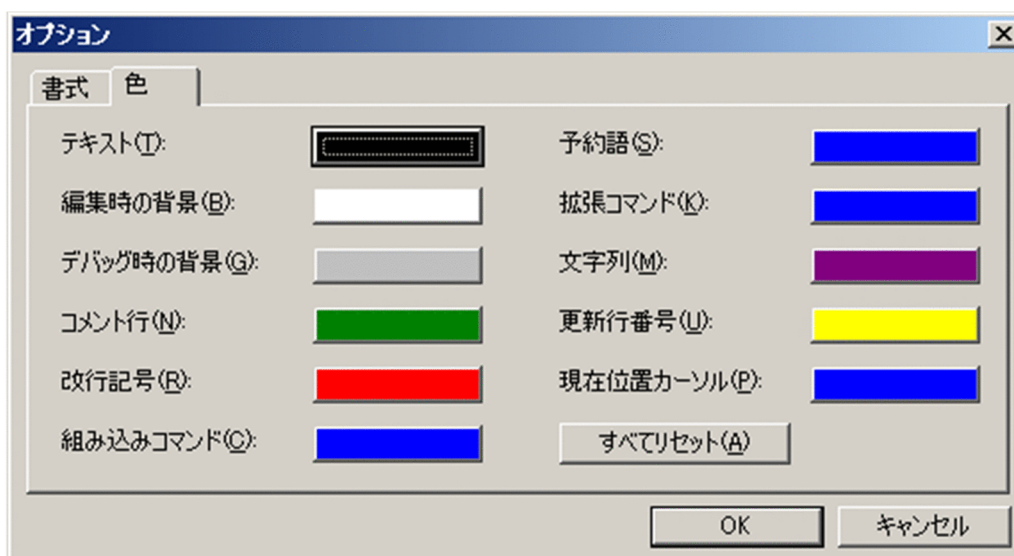 オプション
書式 色
テキスト(T):
編集時の背景(B):
デバッグ時の背景(G):
コメント行(N):
改行記号(R):
組み込みコマンド(C):
予約語(S):
拡張コマンド(K):
文字列(M):
更新行番号(U):
現在位置カーソル(P):
すべてリセット(A)
OK キャンセル